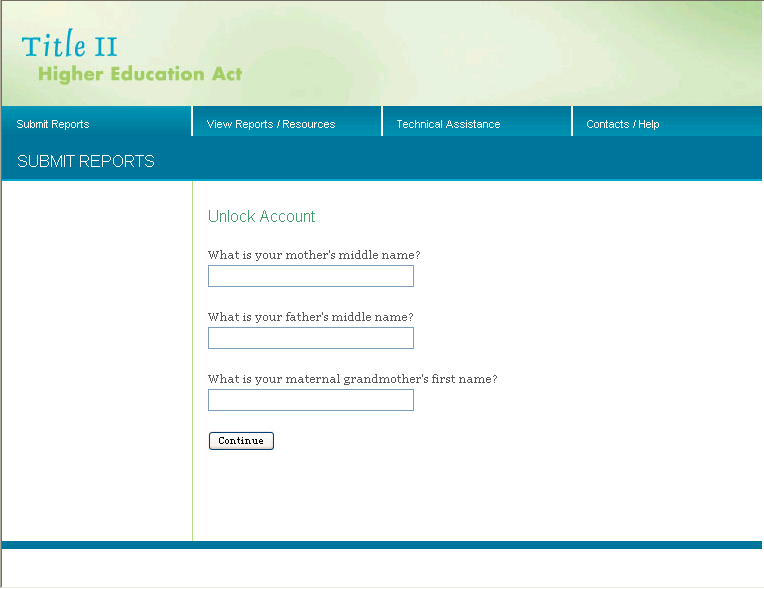 Title II
Higher Education Act
Submit Reports
View Reports / Resources
Technical Assistance
Contacts / Help
SUBMIT REPORTS
Unlock Account
What is your mother's middle name?
What is your father's middle name?
What is your maternal grandmother's first name?
Continue